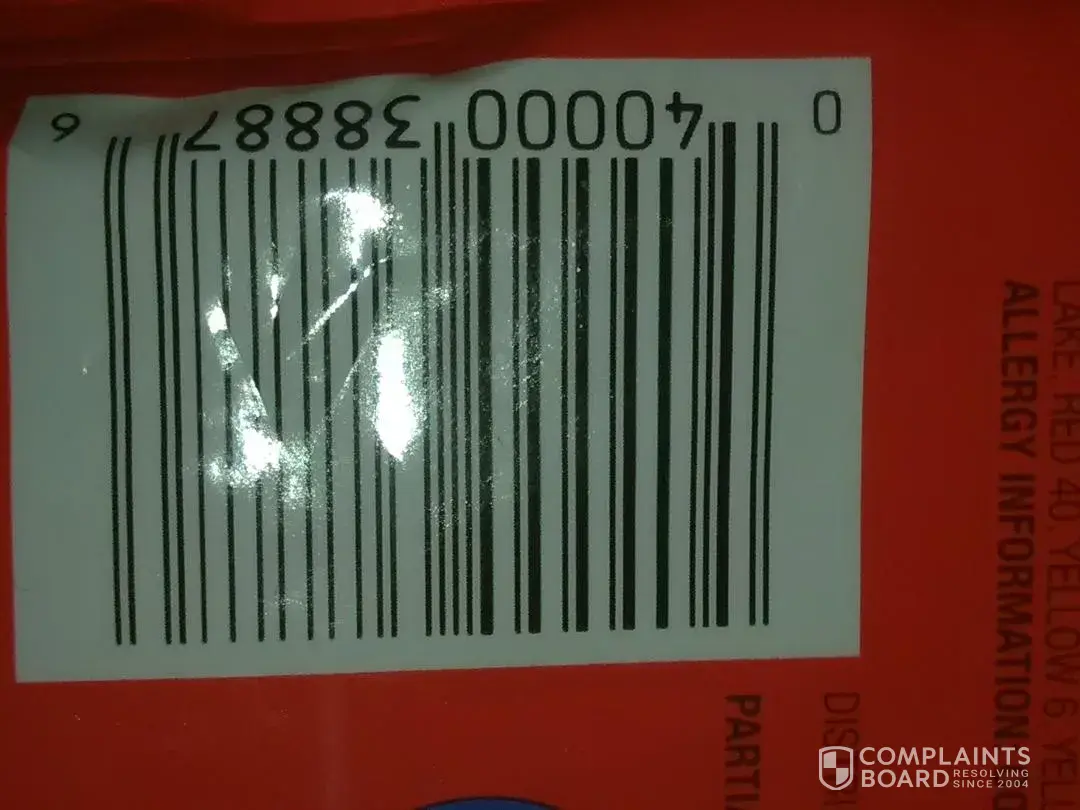 0 40000 38887 6
LAKE, RED 40, YELLOW 6, YEL
ALLERGY INFORMATION
DIS
PARTI
COMPLAINTS
BOARD RESOLVING
SINCE 2004